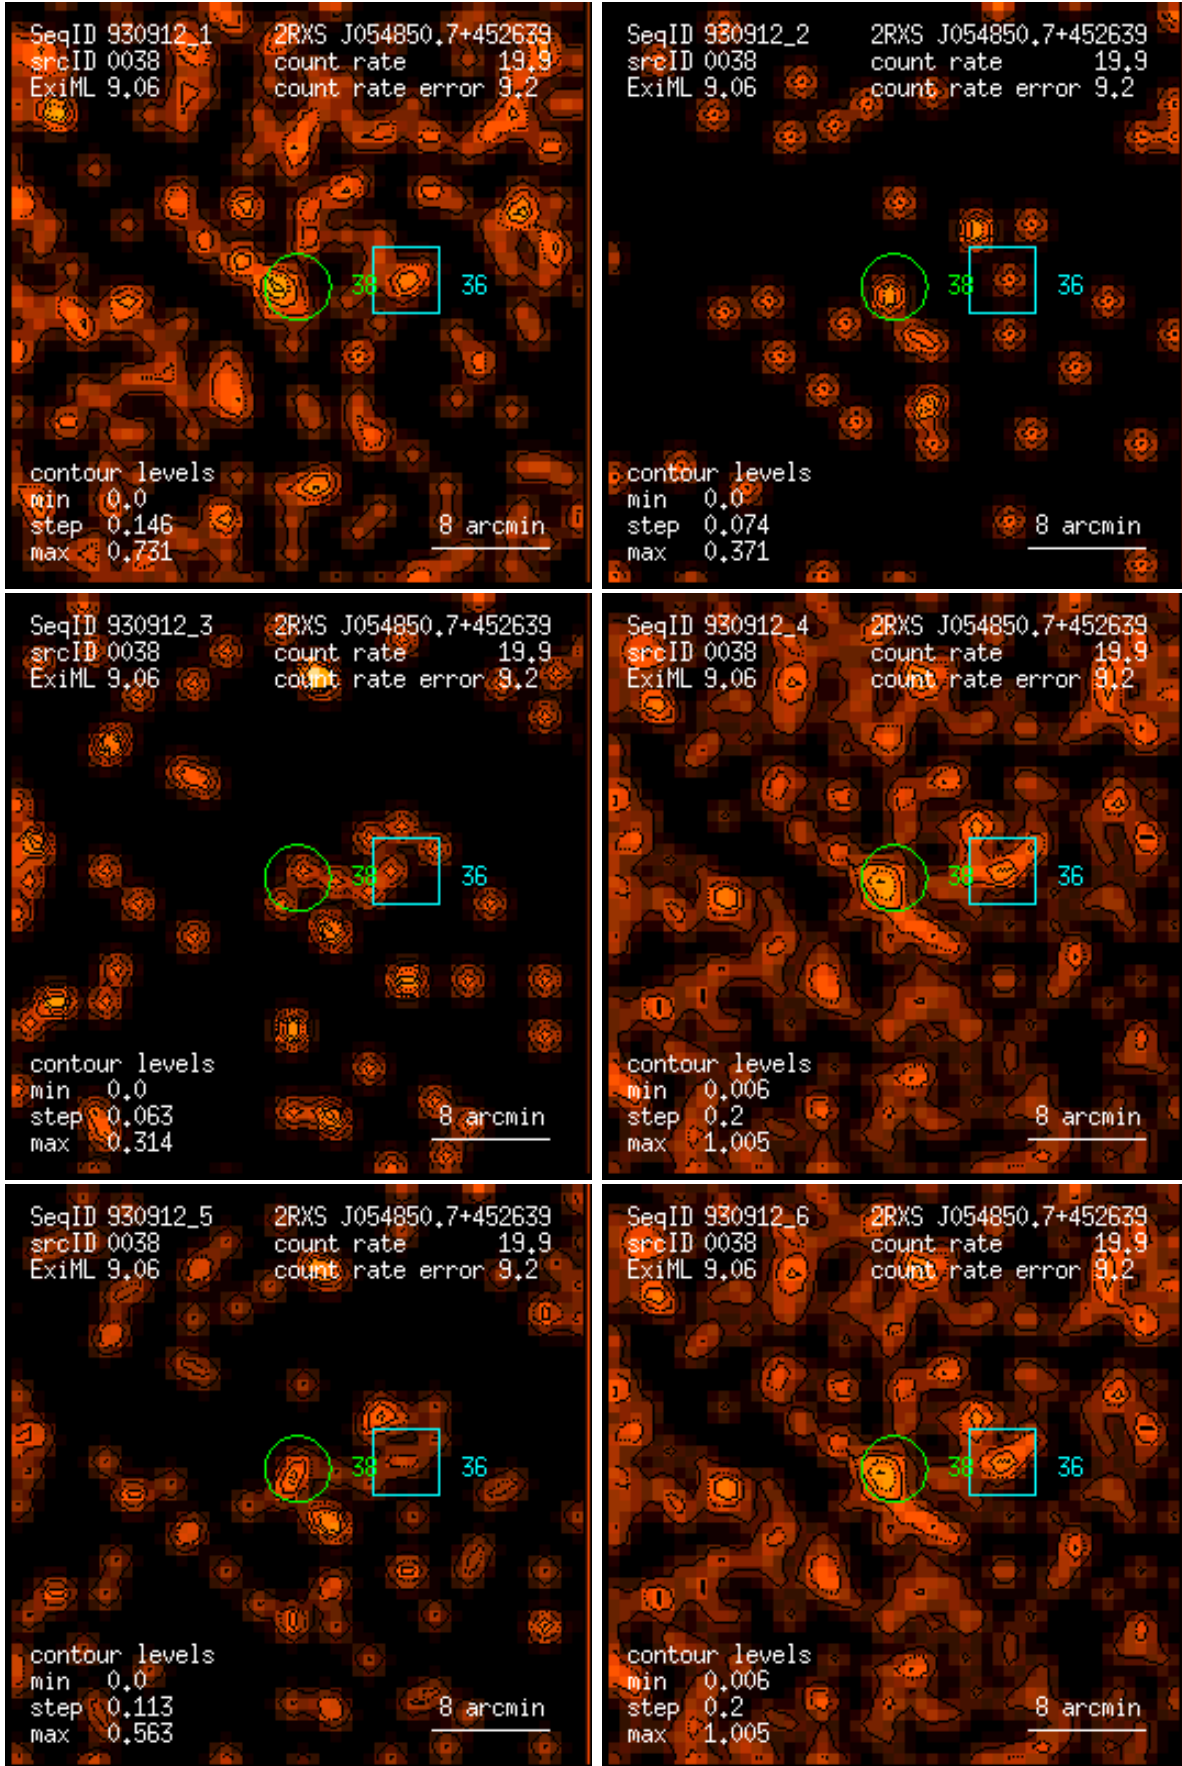 SeqID 930912_1 2RXS J054850.7+452639
srcID 0038 count rate 19.9
ExiML 9.06 count rate error 9.2
38 36
contour levels
min 0.0
step 0.146 8 arcmin
max 0.731
SeqID 930912_2 2RXS J054850.7+452639
srcID 0038 count rate 19.9
ExiML 9.06 count rate error 9.2
38 36
contour levels
min 0.0
step 0.074 8 arcmin
max 0.371
SeqID 930912_3 2RXS J054850.7+452639
srcID 0038 count rate 19.9
ExiML 9.06 count rate error 9.2
38 36
contour levels
min 0.0
step 0.063 8 arcmin
max 0.314
SeqID 930912_4 2RXS J054850.7+452639
srcID 0038 count rate 19.9
ExiML 9.06 count rate error 9.2
38 36
contour levels
min 0.006
step 0.2 8 arcmin
max 1.005
SeqID 930912_5 2RXS J054850.7+452639
srcID 0038 count rate 19.9
ExiML 9.06 count rate error 9.2
38 36
contour levels
min 0.0
step 0.113 8 arcmin
max 0.563
SeqID 930912_6 2RXS J054850.7+452639
srcID 0038 count rate 19.9
ExiML 9.06 count rate error 9.2
38 36
contour levels
min 0.006
step 0.2 8 arcmin
max 1.005